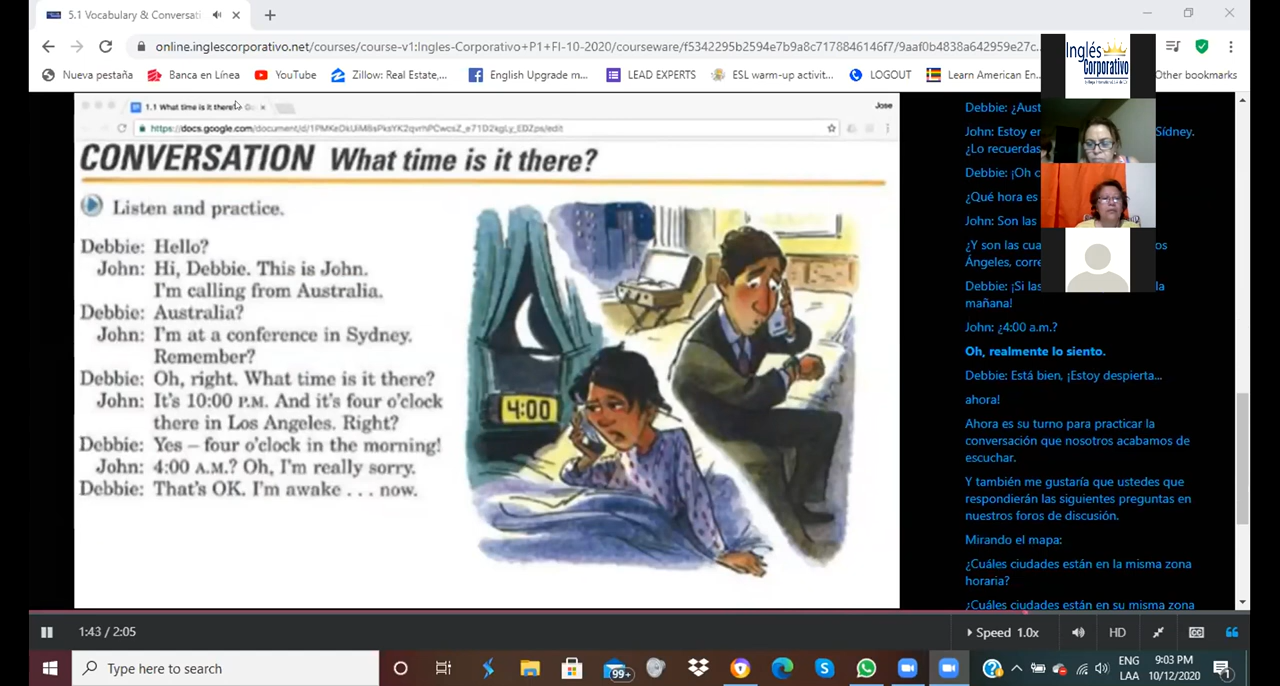 5.1 Vocabulary & Conversati
online.inglescorporativo.net/courses/course-v1:Ingles-Corporativo+P1+FI-10-2020/courseware/f5342295b2594e7b9a8c7178846146f7/9aaf0b4838a642959e27c...
Nueva pestaña
Banca en Línea
YouTube
Zillow: Real Estate,...
English Upgrade m...
LEAD EXPERTS
ESL warm-up activit...
LOGOUT
Learn American En...
Other bookmarks
Inglés
Corporativo
1.1 What time is it there?
Jose
CONVERSATION What time is it there?
Listen and practice.
Debbie: Hello?
John: Hi, Debbie. This is John.
I'm calling from Australia.
Debbie: Australia?
John: I'm at a conference in Sydney.
Remember?
Debbie: Oh, right. What time is it there?
John: It's 10:00 P.M. And it's four o'clock
there in Los Angeles. Right?
Debbie: Yes – four o'clock in the morning!
John: 4:00 A.M.? Oh, I'm really sorry.
Debbie: That's OK. I'm awake . . . now.
4:00
Debbie: ¿Aust
John: Estoy en
Sídney.
¿Lo recuerdas
Debbie: ¡Oh c
¿Qué hora es
John: Son las
¿Y son las cua
os
Ángeles, corre
Debbie: ¡Si las
la
mañana!
John: ¿4:00 a.m.?
Oh, realmente lo siento.
Debbie: Está bien, ¡Estoy despierta...
ahora!
Ahora es su turno para practicar la
conversación que nosotros acabamos de
escuchar.
Y también me gustaría que ustedes que
respondierán las siguientes preguntas en
nuestros foros de discusión.
Mirando el mapa:
¿Cuáles ciudades están en la misma zona
horaria?
¿Cuáles ciudades están en su misma zona
1:43 / 2:05
Speed 1.0x
HD
Type here to search
99+
ENG
LAA
9:03 PM
10/12/2020
1